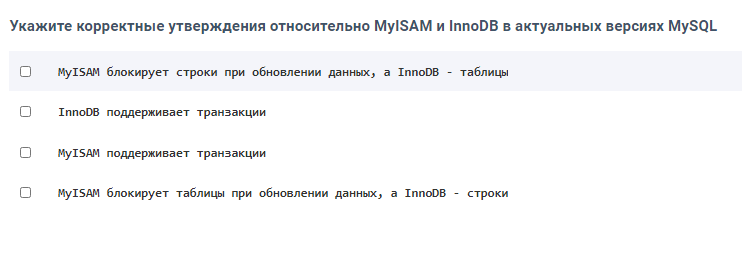 Укажите корректные утверждения относительно MyISAM и InnoDB в актуальных версиях MySQL
MyISAM блокирует строки при обновлении данных, а InnoDB - таблицы
InnoDB поддерживает транзакции
MyISAM поддерживает транзакции
MyISAM блокирует таблицы при обновлении данных, а InnoDB - строки